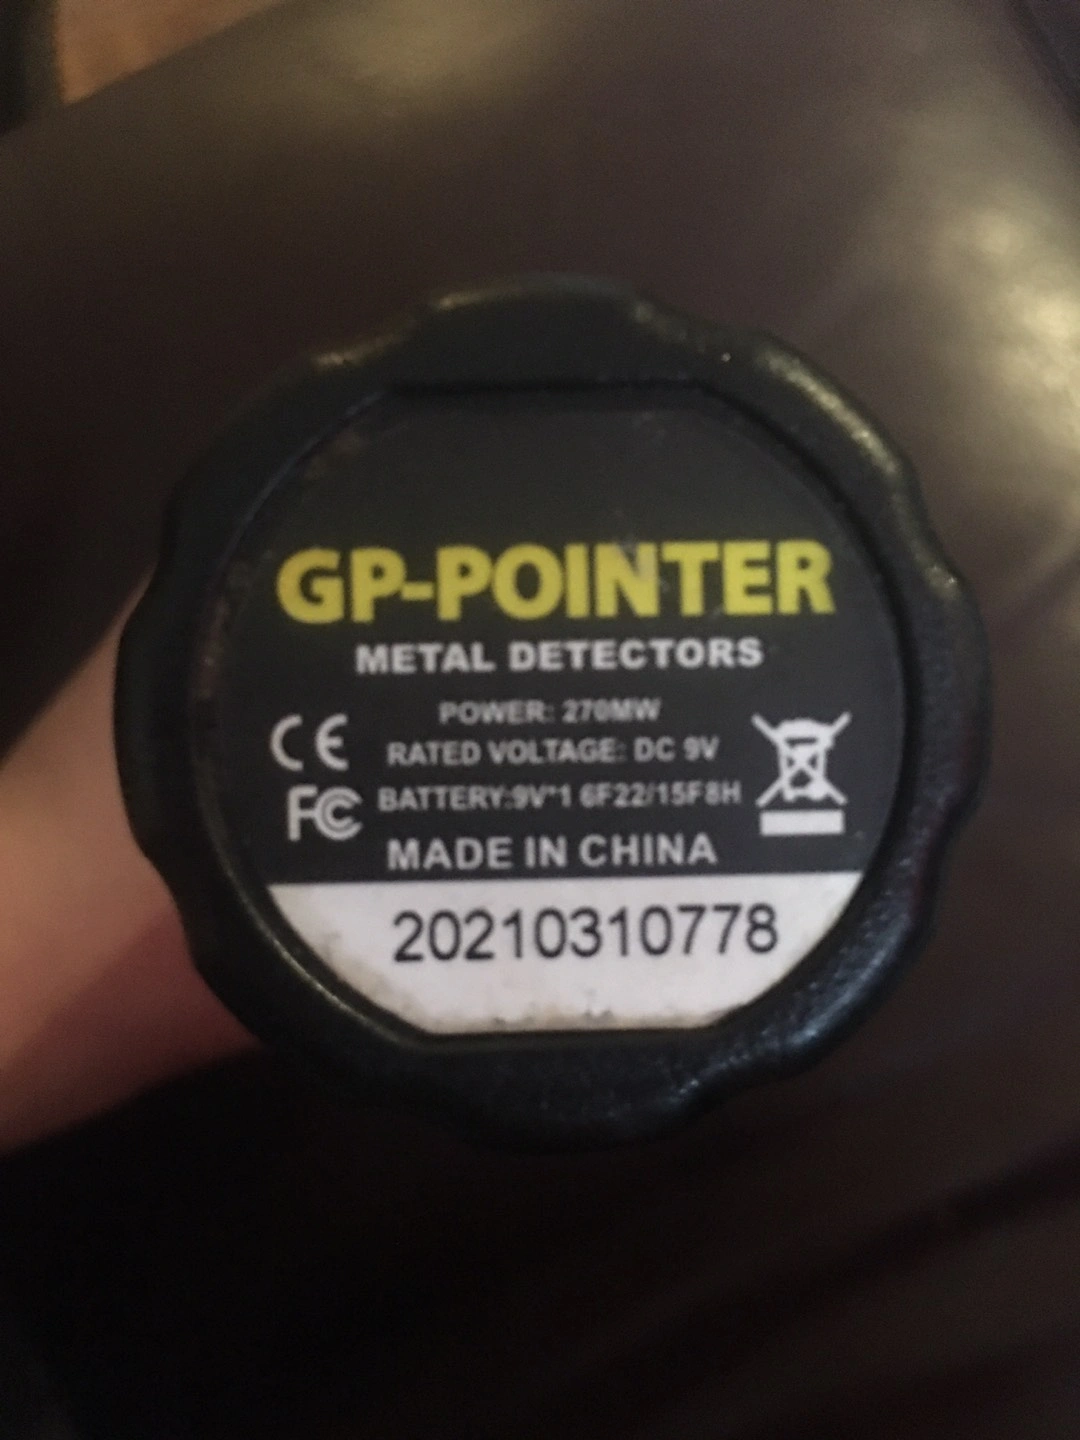 GP-POINTER
METAL DETECTORS
POWER: 270MW
CE RATED VOLTAGE: DC 9V
FC BATTERY:9V*1 6F22/15F8H
MADE IN CHINA
20210310778